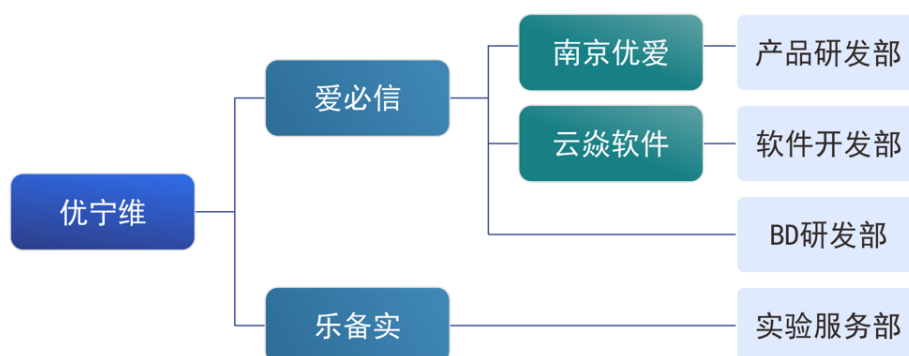 优宁维
爱必信
乐备实
南京优爱
云焱软件
产品研发部
软件开发部
BD研发部
实验服务部